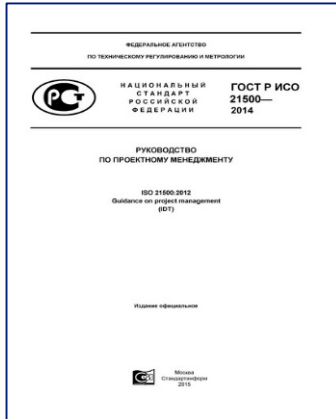 ФЕДЕРАЛЬНОЕ АГЕНТСТВО
ПО ТЕХНИЧЕСКОМУ РЕГУЛИРОВАНИЮ И МЕТРОЛОГИИ
НАЦИОНАЛЬНЫЙ
СТАНДАРТ
РОССИЙСКОЙ
ФЕДЕРАЦИИ
ГОСТ Р ИСО
21500—
2014
РУКОВОДСТВО
ПО ПРОЕКТНОМУ МЕНЕДЖМЕНТУ
ISO 21500:2012
Guidance on project management
(IDT)
Издание официальное
Москва
Стандартинформ
2015